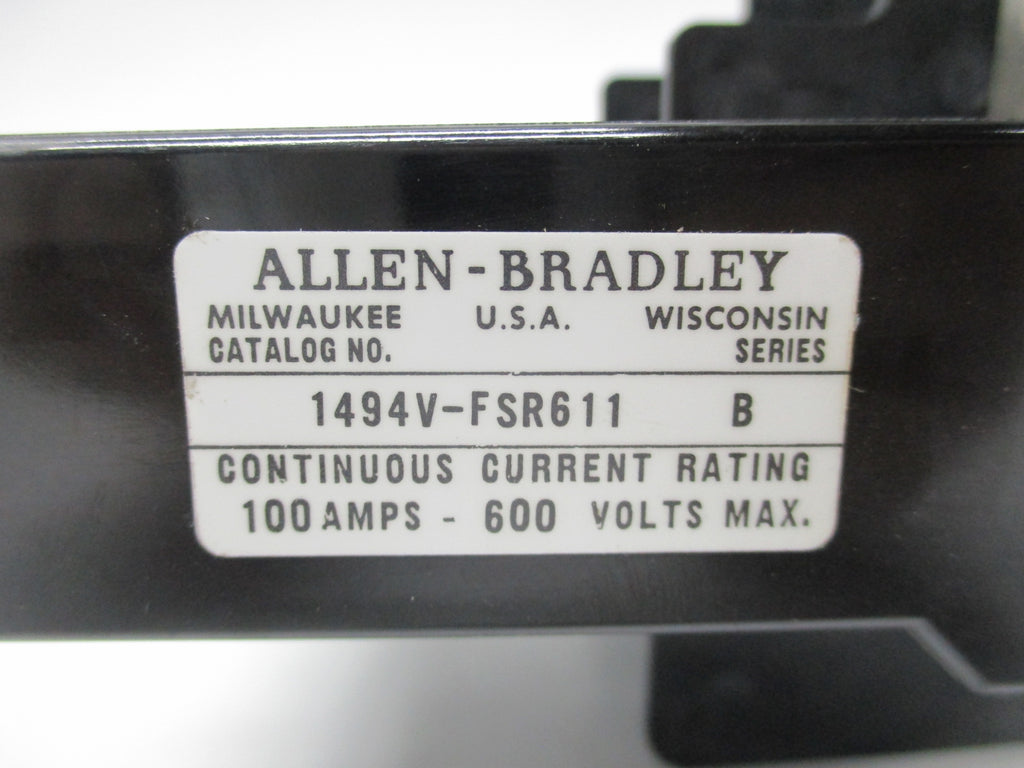 ALLEN-BRADLEY
MILWAUKEE U.S.A. WISCONSIN
CATALOG NO. SERIES
1494V-FSR611 B
CONTINUOUS CURRENT RATING
100 AMPS - 600 VOLTS MAX.